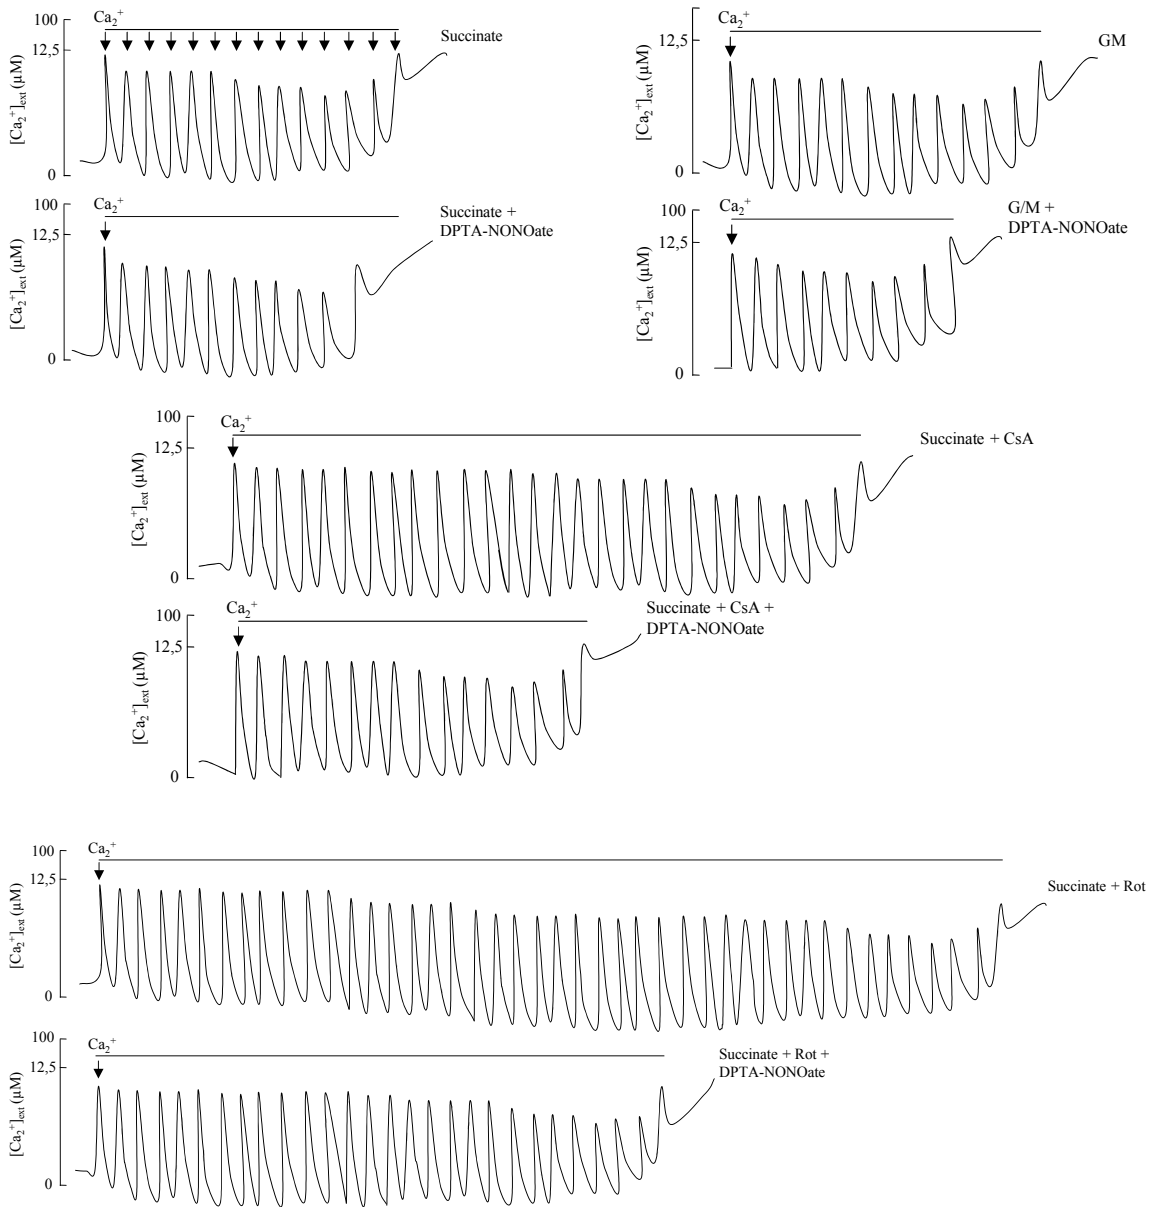 100
12,5
0
[Ca₂⁺]ext (µM)
Ca₂⁺
Succinate
12,5
0
[Ca₂⁺]ext (µM)
Ca₂⁺
GM
100
12,5
0
[Ca₂⁺]ext (µM)
Ca₂⁺
Succinate +
DPTA-NONOate
100
12,5
0
[Ca₂⁺]ext (µM)
Ca₂⁺
G/M +
DPTA-NONOate
100
12,5
0
[Ca₂⁺]ext (µM)
Ca₂⁺
Succinate + CsA
100
12,5
0
[Ca₂⁺]ext (µM)
Ca₂⁺
Succinate + CsA +
DPTA-NONOate
100
12,5
0
[Ca₂⁺]ext (µM)
Ca₂⁺
Succinate + Rot
100
12,5
0
[Ca₂⁺]ext (µM)
Ca₂⁺
Succinate + Rot +
DPTA-NONOate